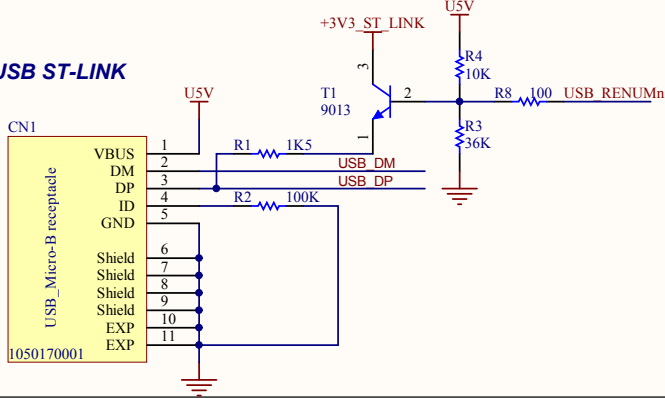 U5V
+3V3_ST_LINK
USB ST-LINK
R4
10K
3
U5V
T1
9013
2
R8 100 USB_RENUMn
CN1
R3
36K
1
R1 1K5
VBUS 1
DM 2
USB_DM
DP 3
USB_DP
ID 4
R2 100K
GND 5
USB_Micro-B receptacle
Shield 6
Shield 7
Shield 8
Shield 9
EXP 10
EXP 11
1050170001